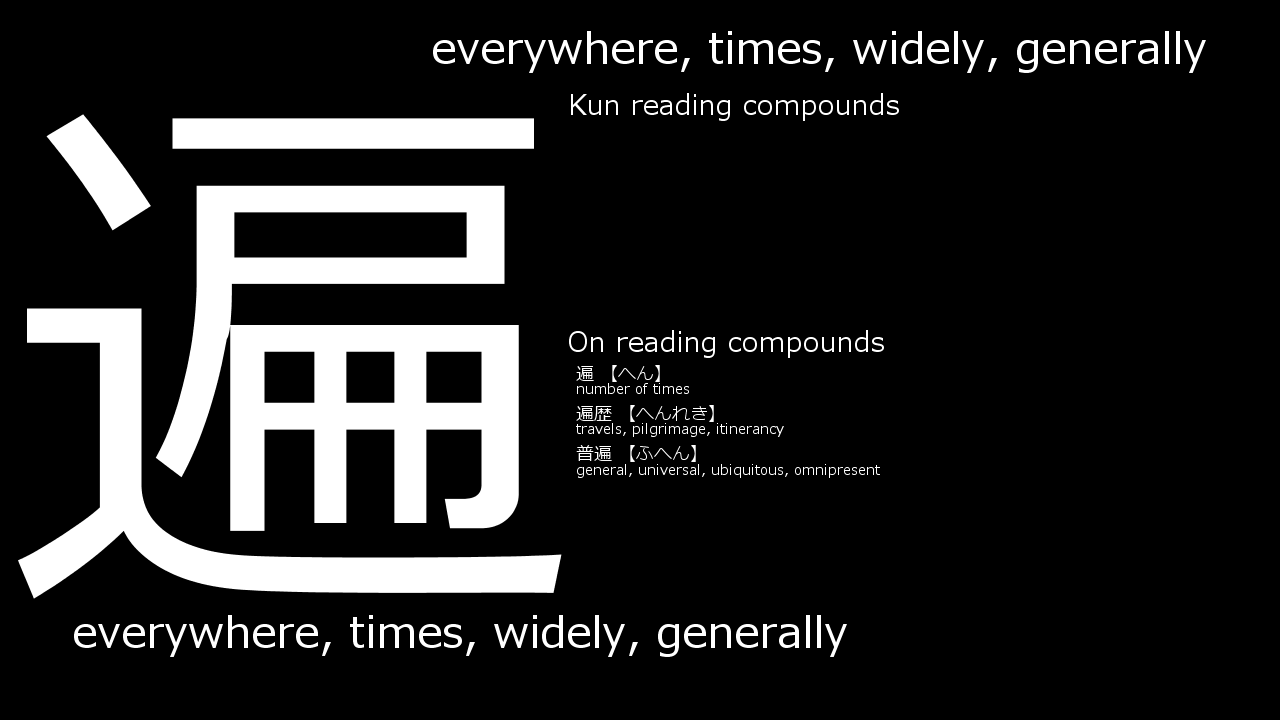 everywhere, times, widely, generally
Kun reading compounds
遍
On reading compounds
遍 【へん】
number of times
遍歴 【へんれき】
travels, pilgrimage, itinerancy
普遍 【ふへん】
general, universal, ubiquitous, omnipresent
everywhere, times, widely, generally